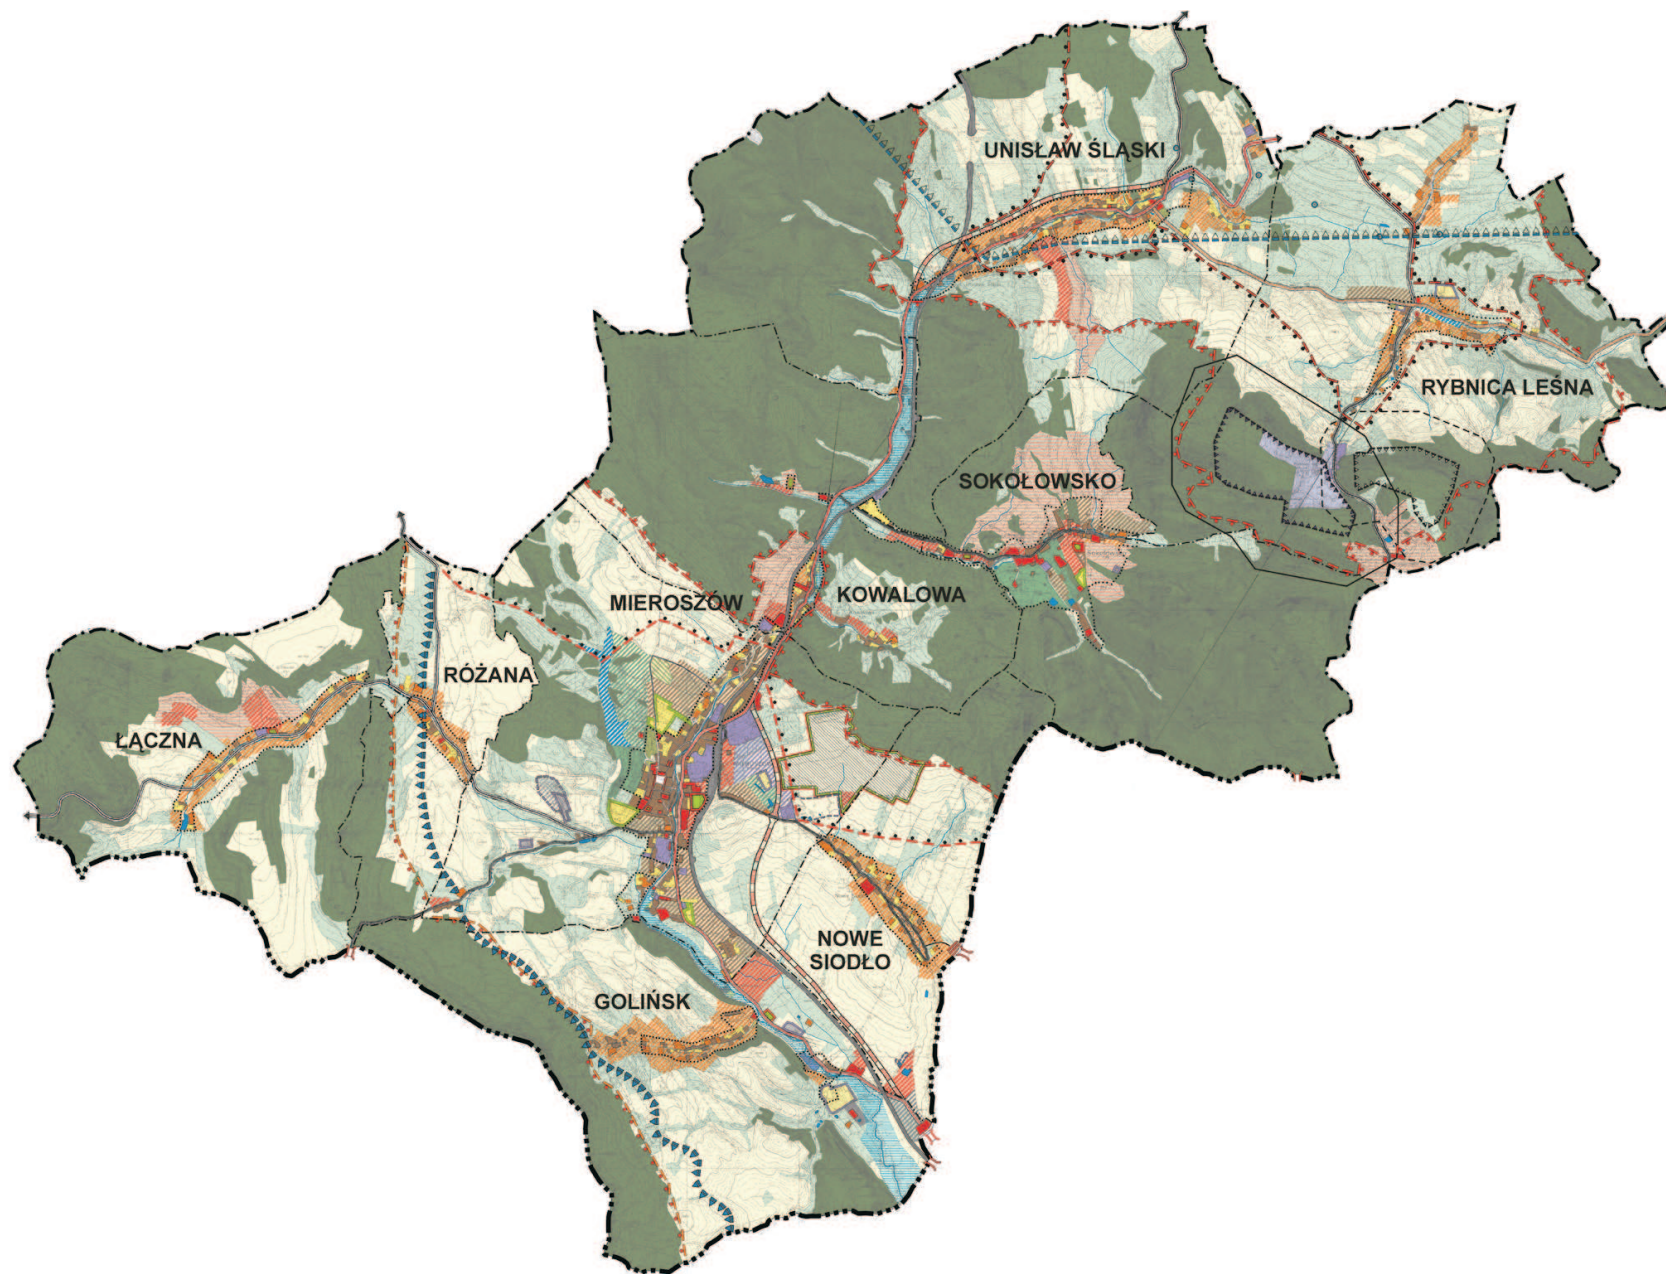 UNISŁAW ŚLĄSKI
RYBNICA LEŚNA
SOKOŁOWSKO
KOWALOWA
MIEROSZÓW
RÓŻANA
ŁĄCZNA
NOWE
SIODŁO
GOLIŃSK